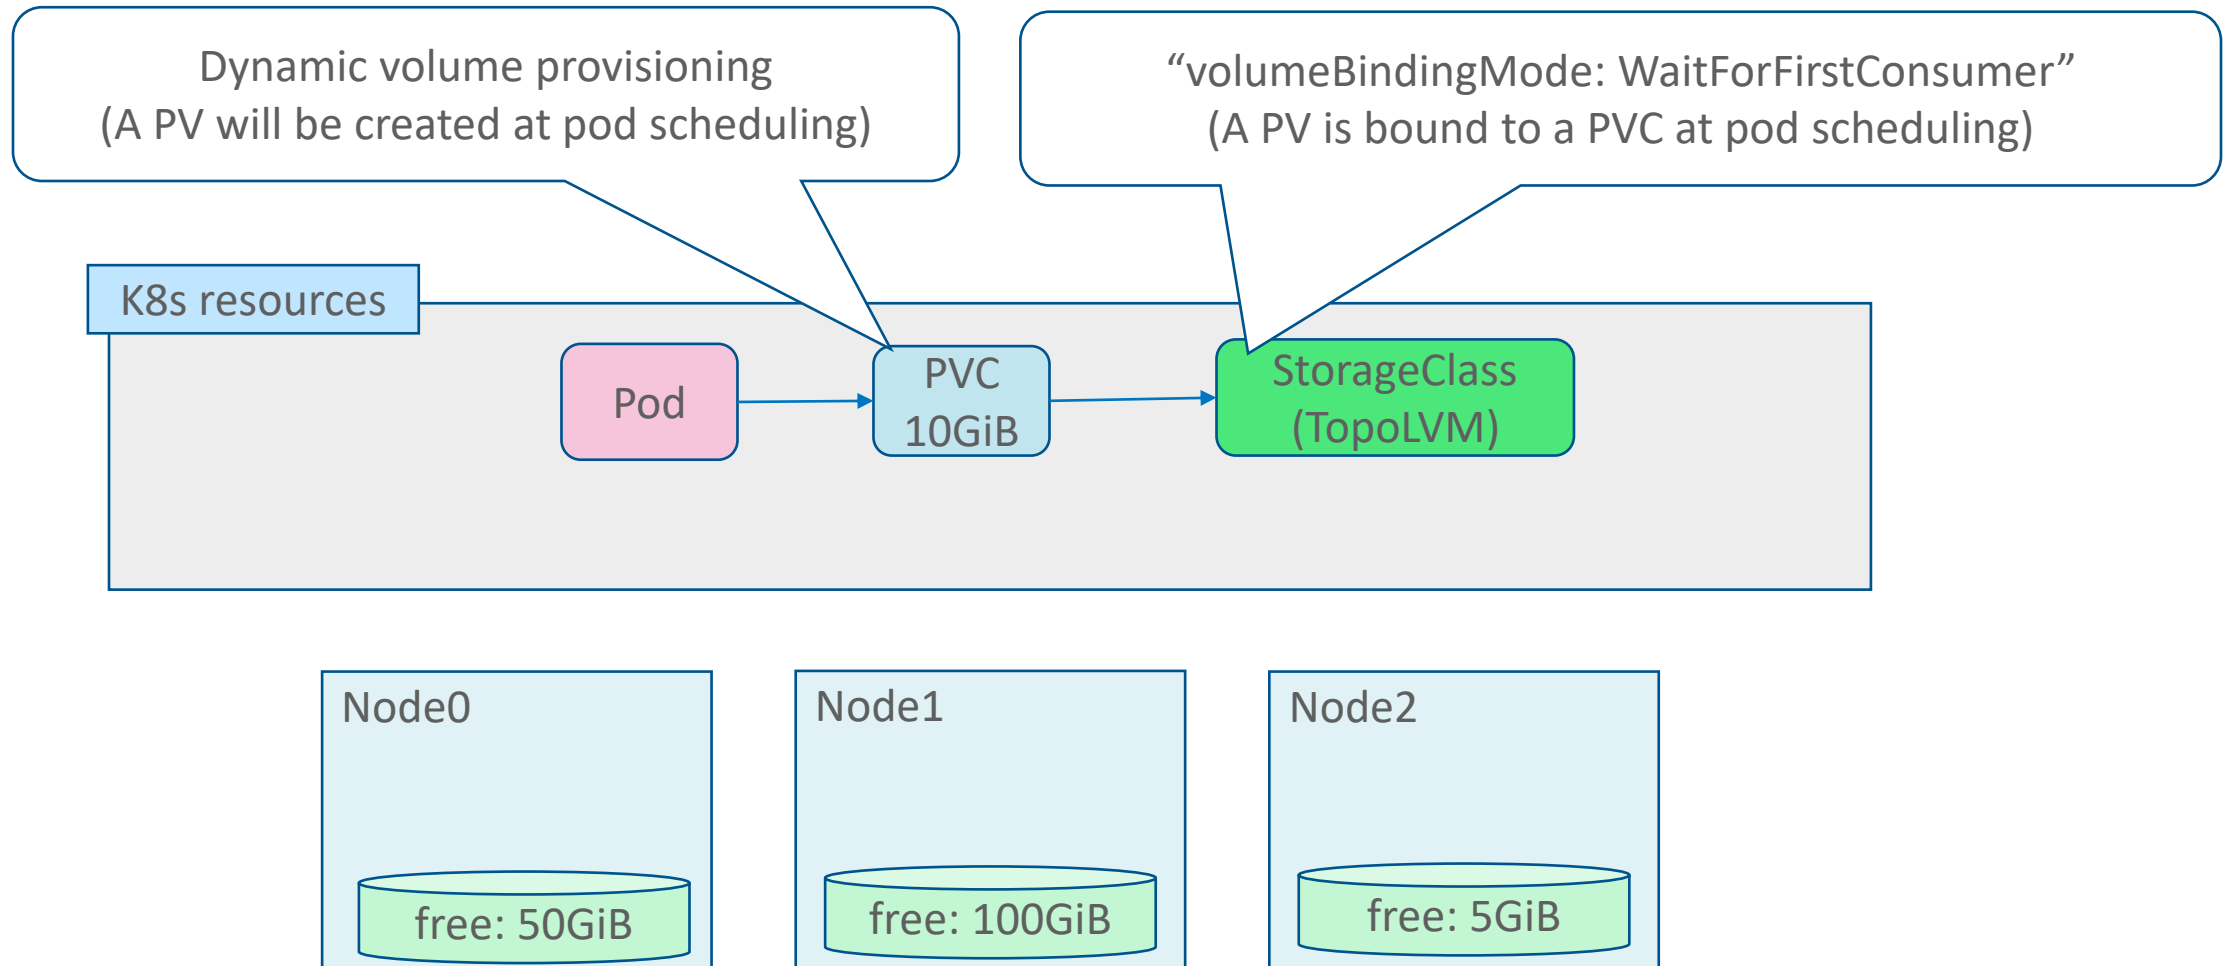 Dynamic volume provisioning
(A PV will be created at pod scheduling)
“volumeBindingMode: WaitForFirstConsumer”
(A PV is bound to a PVC at pod scheduling)
K8s resources
Pod
PVC
10GiB
StorageClass
(TopoLVM)
Node0
Node1
Node2
free: 50GiB
free: 100GiB
free: 5GiB